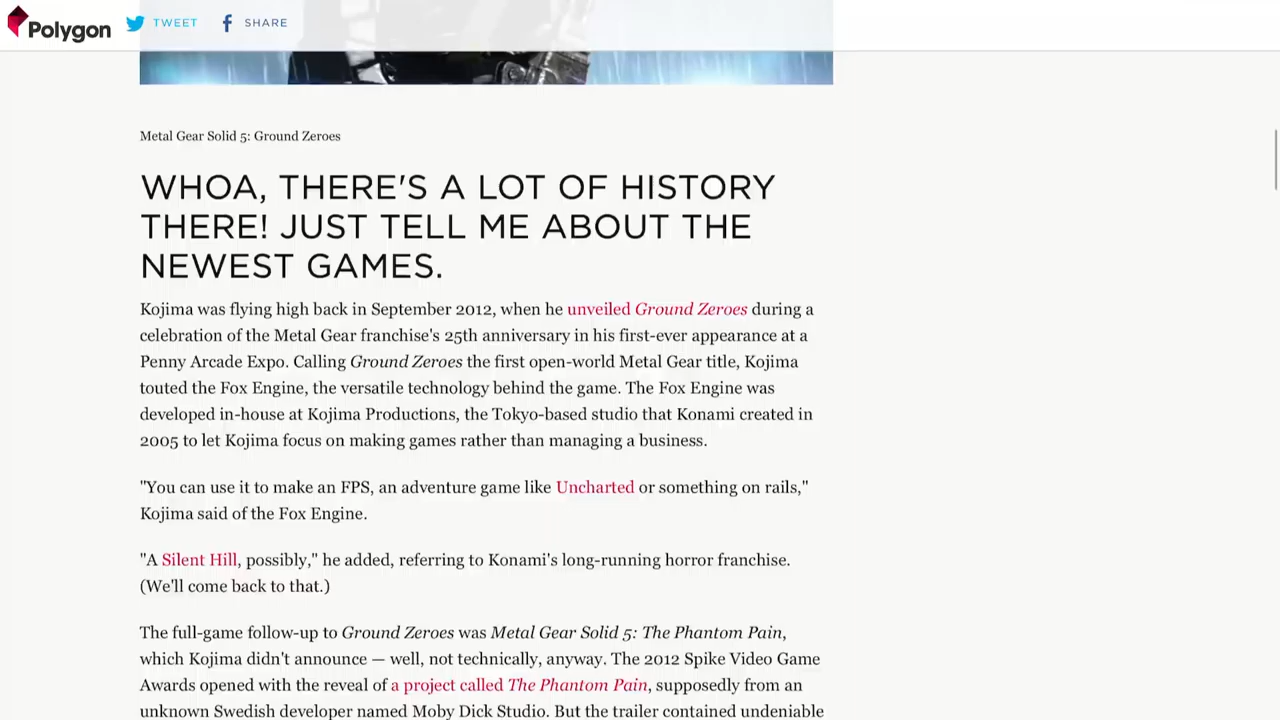 Polygon TWEET SHARE
Metal Gear Solid 5: Ground Zeroes
WHOA, THERE'S A LOT OF HISTORY
THERE! JUST TELL ME ABOUT THE
NEWEST GAMES.
Kojima was flying high back in September 2012, when he unveiled Ground Zeroes during a
celebration of the Metal Gear franchise's 25th anniversary in his first-ever appearance at a
Penny Arcade Expo. Calling Ground Zeroes the first open-world Metal Gear title, Kojima
touted the Fox Engine, the versatile technology behind the game. The Fox Engine was
developed in-house at Kojima Productions, the Tokyo-based studio that Konami created in
2005 to let Kojima focus on making games rather than managing a business.
"You can use it to make an FPS, an adventure game like Uncharted or something on rails,"
Kojima said of the Fox Engine.
"A Silent Hill, possibly," he added, referring to Konami's long-running horror franchise.
(We'll come back to that.)
The full-game follow-up to Ground Zeroes was Metal Gear Solid 5: The Phantom Pain,
which Kojima didn't announce — well, not technically, anyway. The 2012 Spike Video Game
Awards opened with the reveal of a project called The Phantom Pain, supposedly from an
unknown Swedish developer named Moby Dick Studio. But the trailer contained undeniable